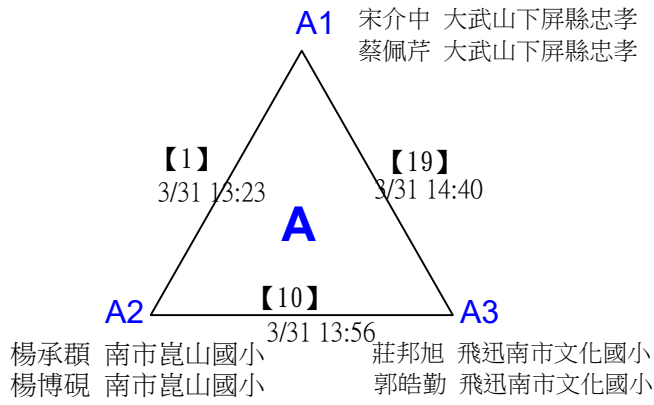 A1 宋介中 大武山下屏縣忠孝
蔡佩芹 大武山下屏縣忠孝
【1】
3/31 13:23
【19】
3/31 14:40
A
【10】
3/31 13:56
A2
A3
楊承頵 南市崑山國小
楊博硯 南市崑山國小
莊邦旭 飛迅南市文化國小
郭皓勤 飛迅南市文化國小